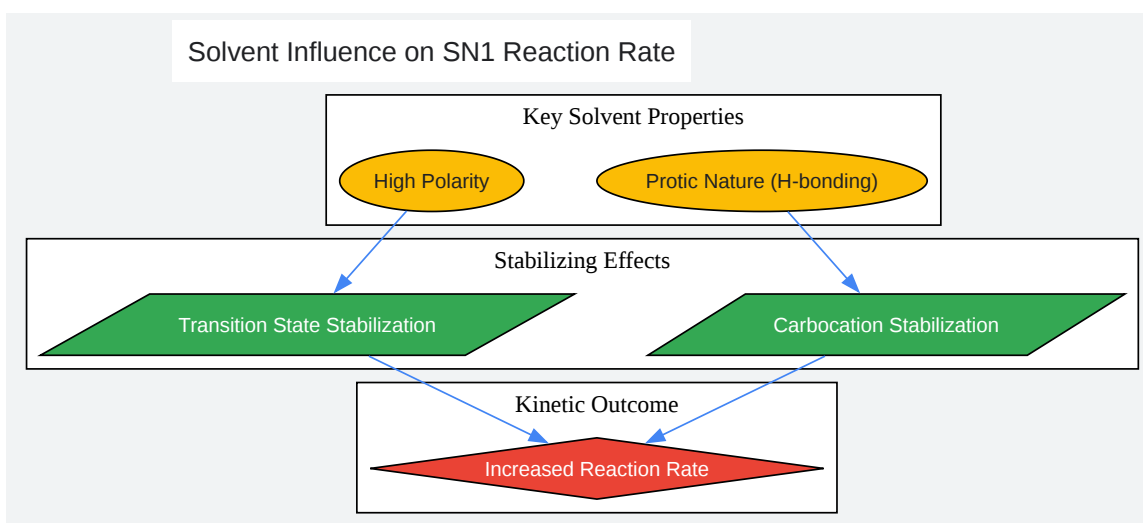 Solvent Influence on SN1 Reaction Rate
Key Solvent Properties
High Polarity
Protic Nature (H-bonding)
Stabilizing Effects
Transition State Stabilization
Carbocation Stabilization
Kinetic Outcome
Increased Reaction Rate